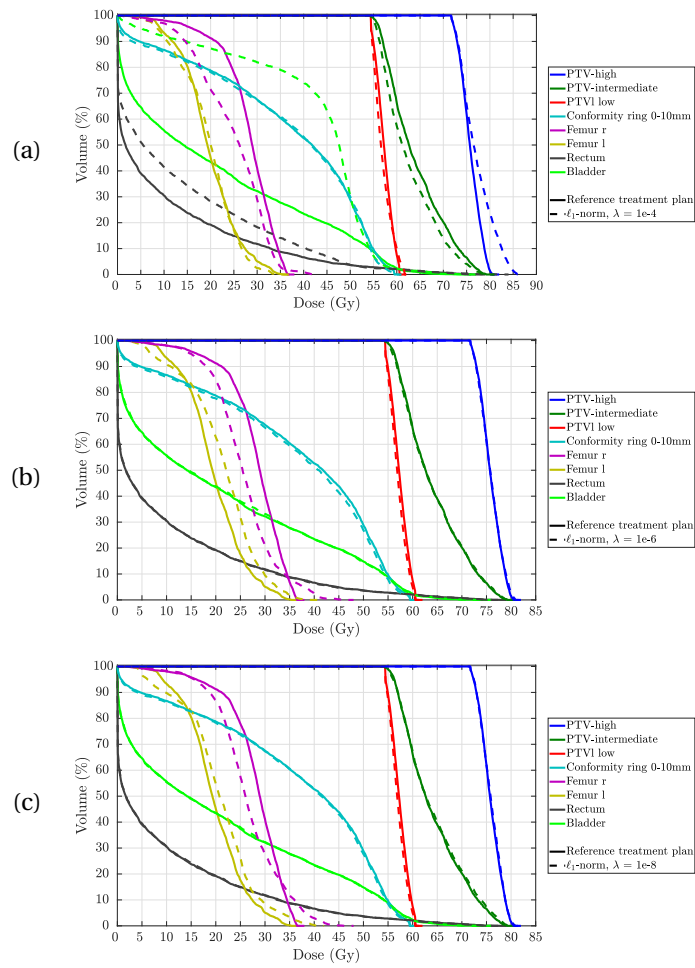 (a)
Volume (%)
100
90
80
70
60
50
40
30
20
10
0
0 5 10 15 20 25 30 35 40 45 50 55 60 65 70 75 80 85 90
Dose (Gy)
PTV-high
PTV-intermediate
PTVl low
Conformity ring 0-10mm
Femur r
Femur l
Rectum
Bladder
Reference treatment plan
ℓ₁-norm, λ = 1e-4
(b)
Volume (%)
100
90
80
70
60
50
40
30
20
10
0
0 5 10 15 20 25 30 35 40 45 50 55 60 65 70 75 80 85
Dose (Gy)
PTV-high
PTV-intermediate
PTVl low
Conformity ring 0-10mm
Femur r
Femur l
Rectum
Bladder
Reference treatment plan
ℓ₁-norm, λ = 1e-6
(c)
Volume (%)
100
90
80
70
60
50
40
30
20
10
0
0 5 10 15 20 25 30 35 40 45 50 55 60 65 70 75 80 85
Dose (Gy)
PTV-high
PTV-intermediate
PTVl low
Conformity ring 0-10mm
Femur r
Femur l
Rectum
Bladder
Reference treatment plan
ℓ₁-norm, λ = 1e-8